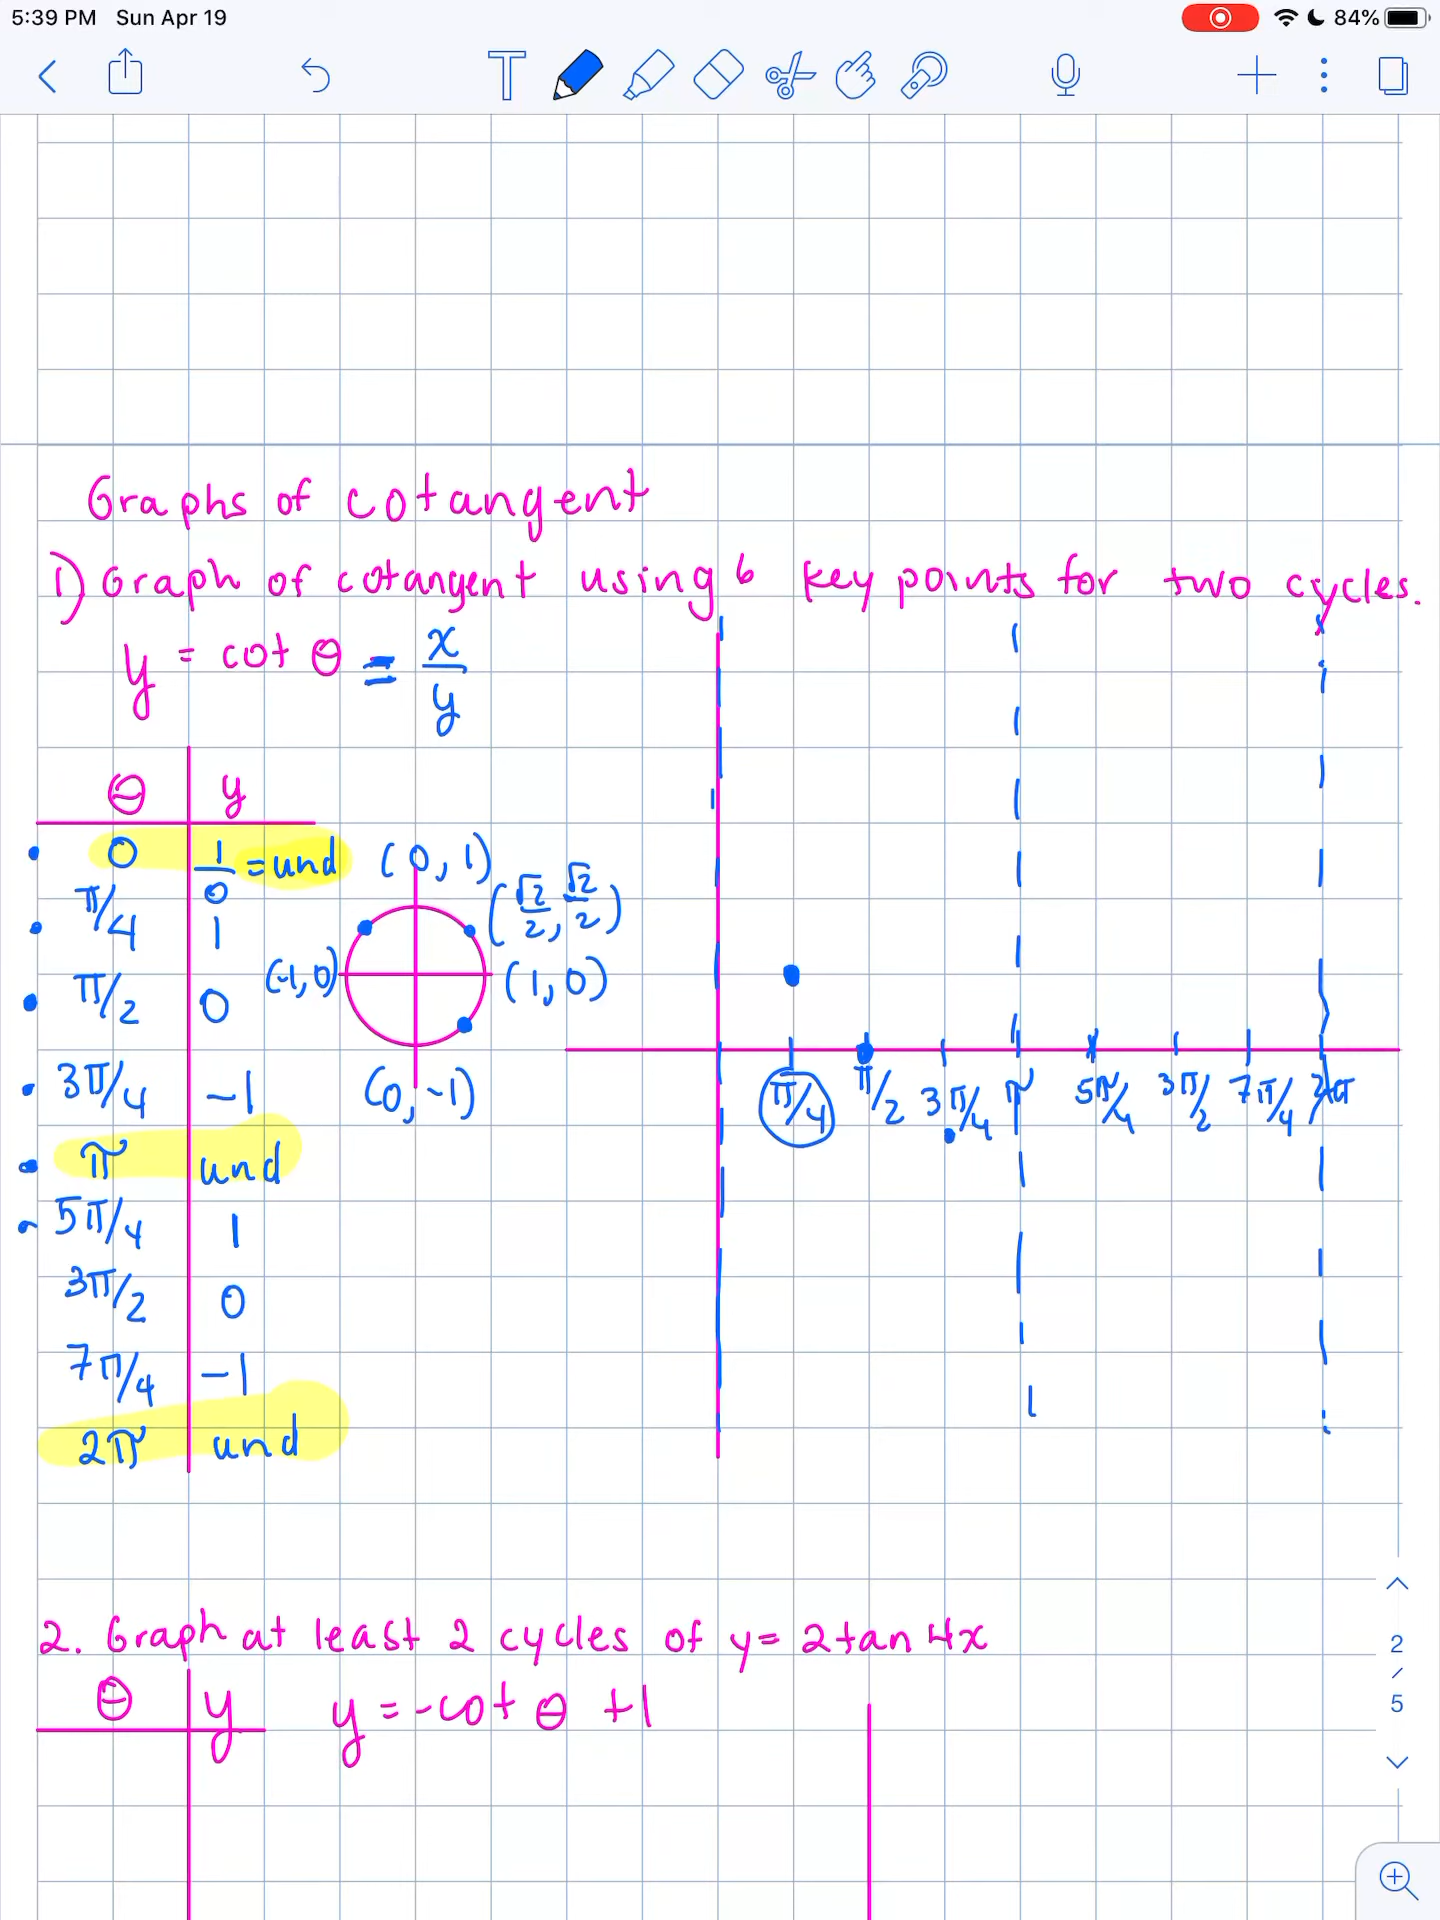 5:39 PM Sun Apr 19 84%
T
Graphs of cotangent
1) Graph of cotangent using 6 key points for two cycles.
y = cot θ = x/y
θ y
0 1/0 = und
π/4 1
π/2 0
3π/4 -1
π und
5π/4 1
3π/2 0
7π/4 -1
2π und
(0, 1)
(√2/2, √2/2)
(-1, 0) (1, 0)
(0, -1)
π/4 π/2 3π/4 π 5π/4 3π/2 7π/4 2π
2. Graph at least 2 cycles of y = 2tan 4x
θ y y = -cot θ + 1
2
/
5